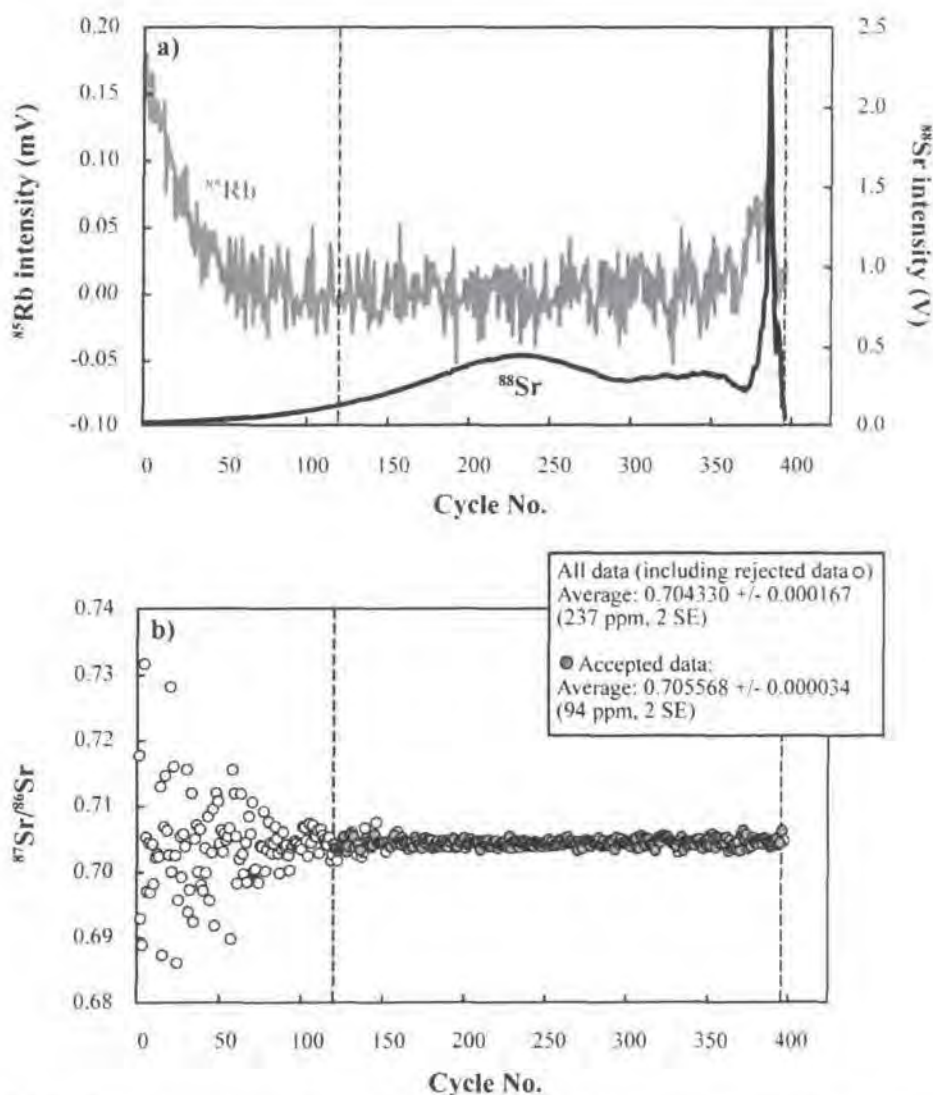 a)
0.20
0.15
0.10
0.05
0.00
-0.05
-0.10
⁸⁵Rb intensity (mV)
⁸⁵Rb
⁸⁸Sr
3.5
3.0
2.5
2.0
1.5
1.0
0.5
0.0
⁸⁸Sr intensity (V)
0 50 100 150 200 250 300 350 400
Cycle No.
All data (including rejected data o)
Average: 0.704330 +/- 0.000167
(237 ppm, 2 SE)
Accepted data:
Average: 0.705568 +/- 0.000034
(94 ppm, 2 SE)
b)
0.74
0.73
0.72
0.71
0.70
0.69
0.68
⁸⁷Sr/⁸⁶Sr
0 50 100 150 200 250 300 350 400
Cycle No.